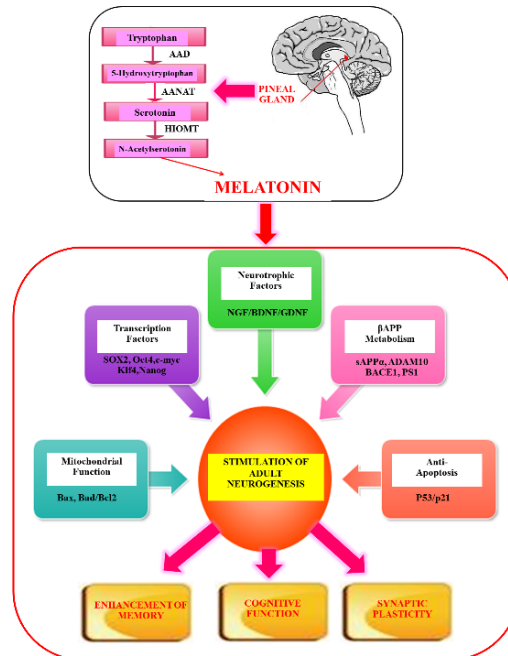 Tryptophan
AAD
5-Hydroxytryptophan
AANAT
Serotonin
HIOMT
N-Acetylserotonin
PINEAL
GLAND
MELATONIN
Neurotrophic
Factors
NGF/BDNF/GDNF
Transcription
Factors
SOX2, Oct4,c-myc
Klf4,Nanog
βAPP
Metabolism
sAPPα, ADAM10
BACE1, PS1
Mitochondrial
Function
Bax, Bad/Bcl2
STIMULATION OF
ADULT
NEUROGENESIS
Anti-
Apoptosis
P53/p21
ENHANCEMENT OF
MEMORY
COGNITIVE
FUNCTION
SYNAPTIC
PLASTICITY